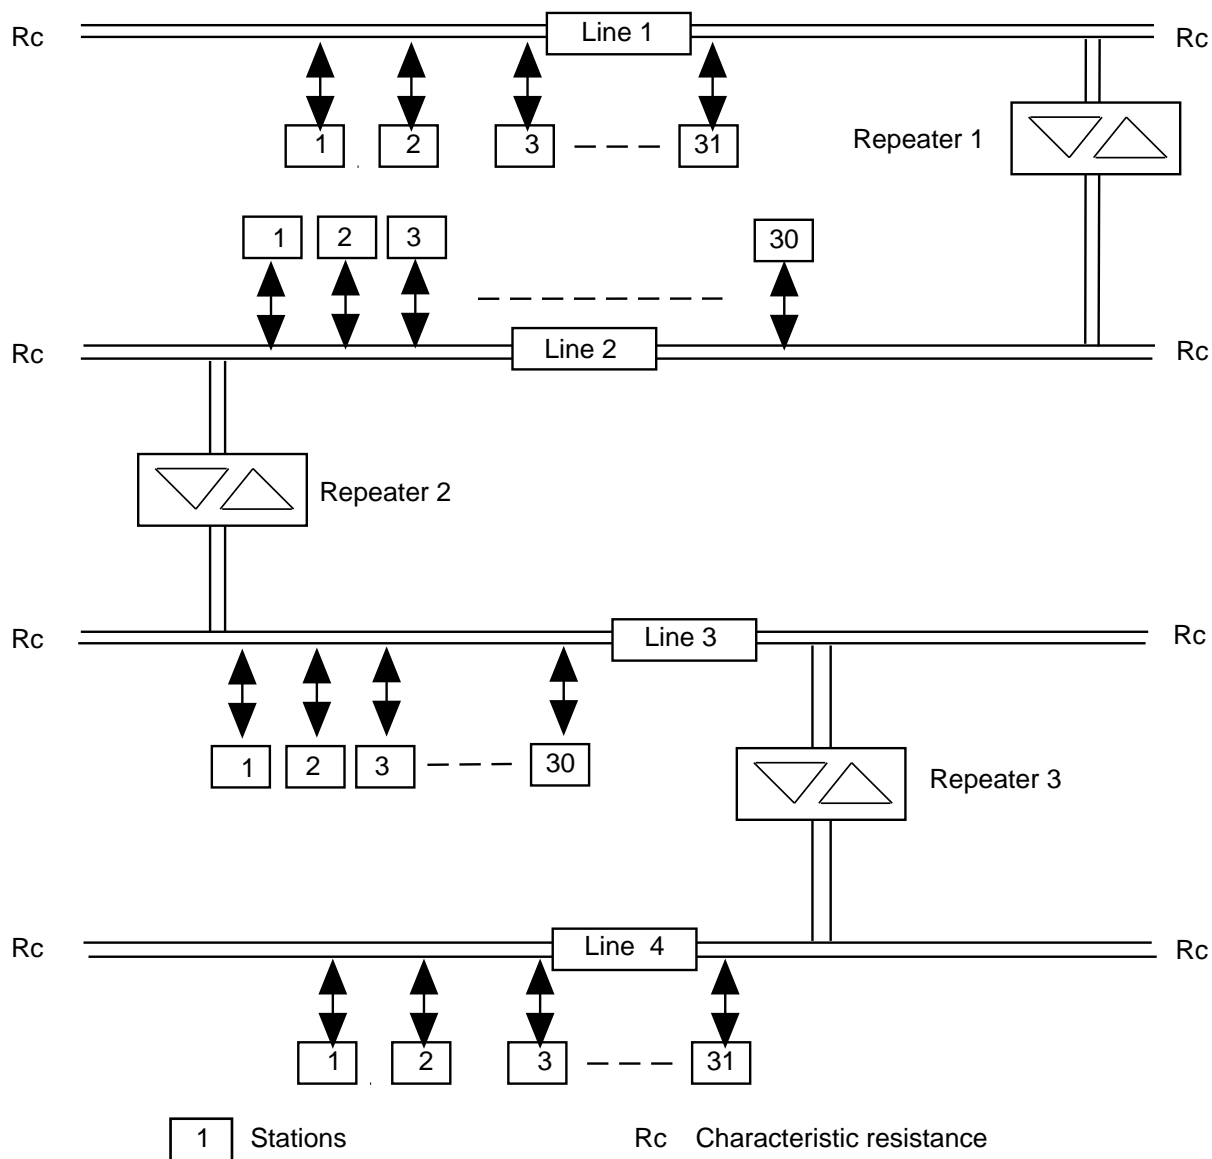 Rc Line 1 Rc
1 2 3 31
Repeater 1
1 2 3 30
Rc Line 2 Rc
Repeater 2
Rc Line 3 Rc
1 2 3 30
Repeater 3
Rc Line 4 Rc
1 2 3 31
1 Stations Rc Characteristic resistance